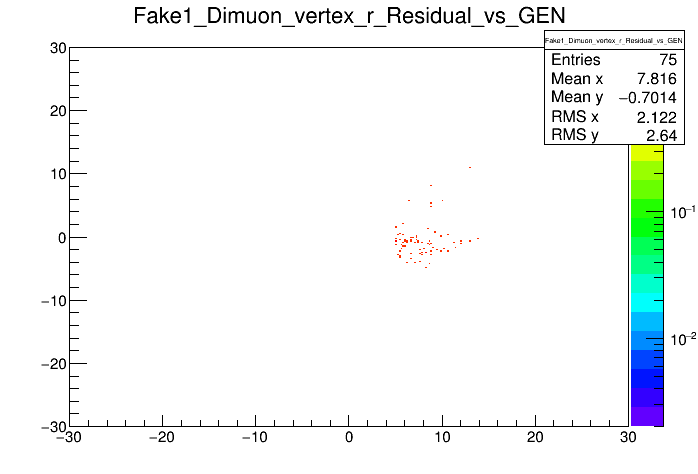 Fake1_Dimuon_vertex_r_Residual_vs_GEN
Fake1_Dimuon_vertex_r_Residual_vs_GEN
Entries 75
Mean x 7.816
Mean y −0.7014
RMS x 2.122
RMS y 2.64
30
20
10
0
−10
−20
−30
−30 −20 −10 0 10 20 30
10−1
10−2